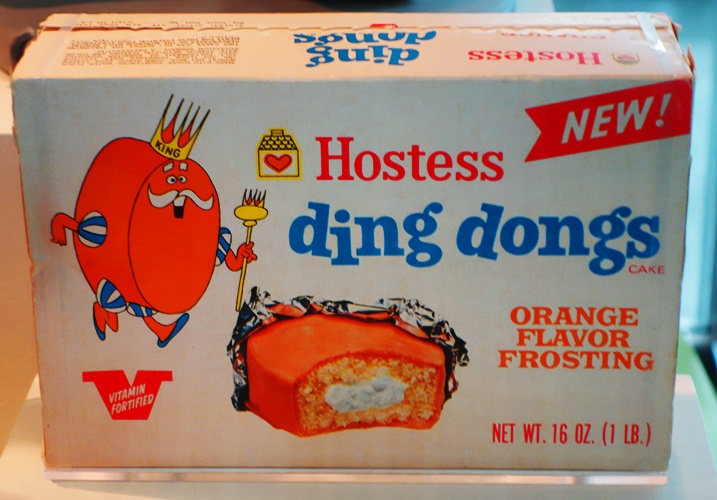 ding dongs
Hostess
KING
Hostess
NEW!
ding dongs
CAKE
ORANGE
FLAVOR
FROSTING
VITAMIN
FORTIFIED
NET WT. 16 OZ. (1 LB.)